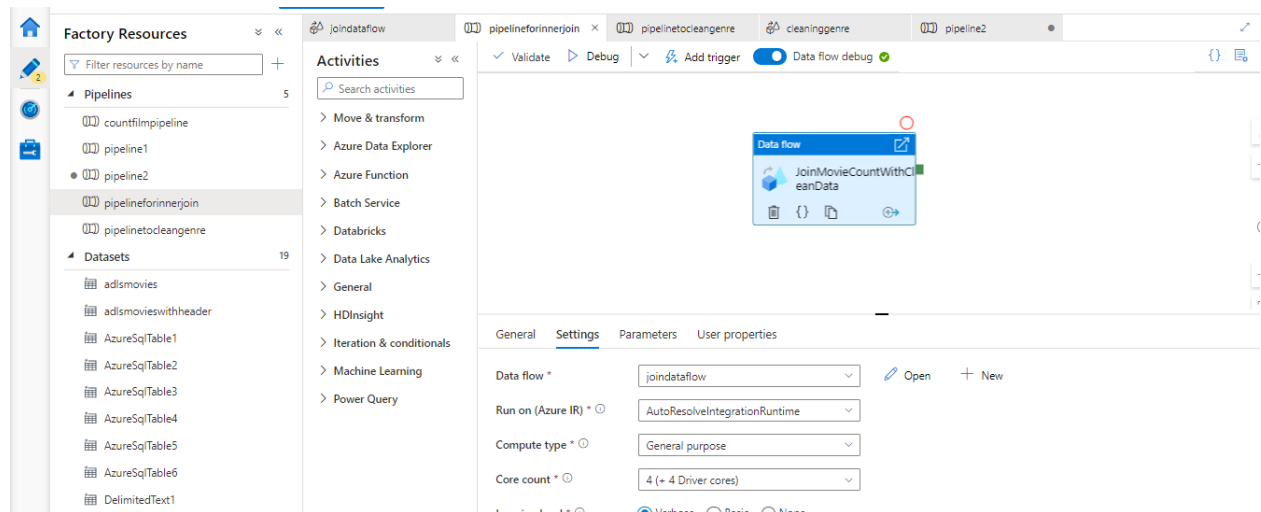 joindataflow
pipelineforinnerjoin
pipelinetocleangenre
cleaninggenre
pipeline2
2
Factory Resources
Filter resources by name
Pipelines 5
countfilmpipeline
pipeline1
pipeline2
pipelineforinnerjoin
pipelinetocleangenre
Datasets 19
adlsmovies
adlsmovieswithheader
AzureSqlTable1
AzureSqlTable2
AzureSqlTable3
AzureSqlTable4
AzureSqlTable5
AzureSqlTable6
DelimitedText1
Activities
Search activities
Move & transform
Azure Data Explorer
Azure Function
Batch Service
Databricks
Data Lake Analytics
General
HDInsight
Iteration & conditionals
Machine Learning
Power Query
Validate Debug Add trigger Data flow debug
Data flow
JoinMovieCountWithCl
eanData
General Settings Parameters User properties
Data flow * joindataflow Open New
Run on (Azure IR) * AutoResolveIntegrationRuntime
Compute type * General purpose
Core count * 4 (+ 4 Driver cores)
Verbose Basic None